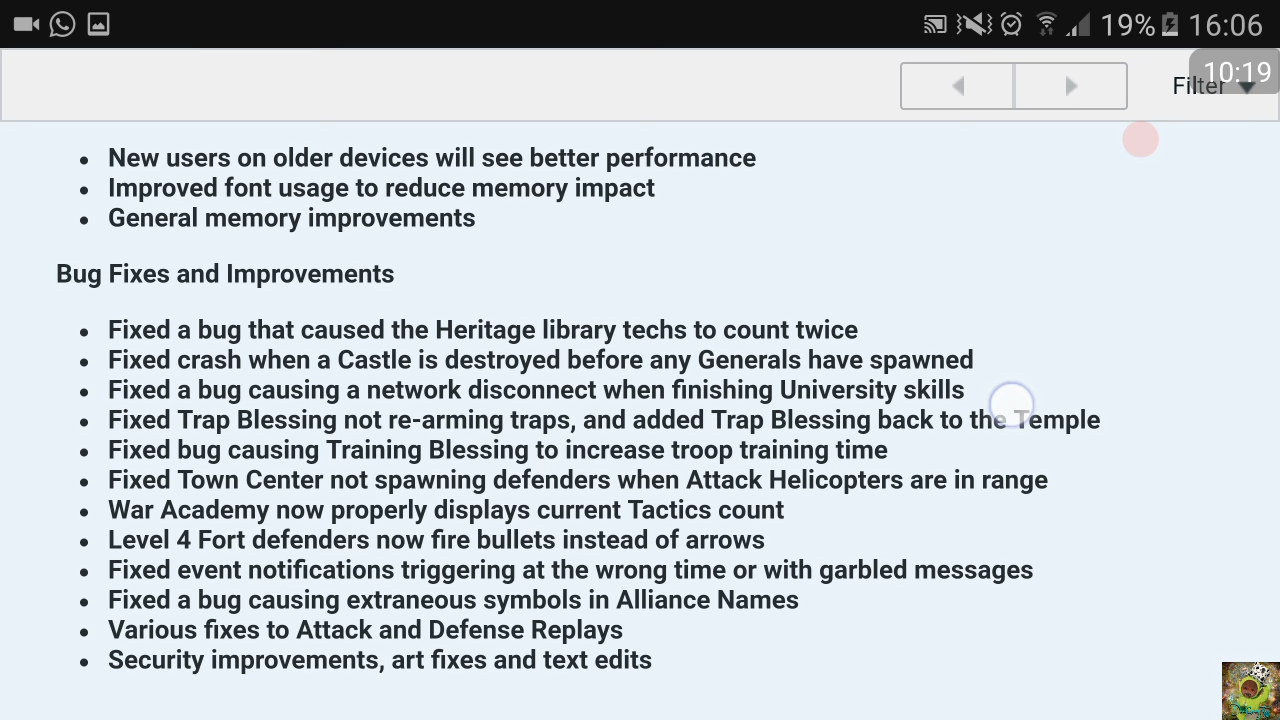 19% 16:06
10:19
Filter
New users on older devices will see better performance
Improved font usage to reduce memory impact
General memory improvements
Bug Fixes and Improvements
Fixed a bug that caused the Heritage library techs to count twice
Fixed crash when a Castle is destroyed before any Generals have spawned
Fixed a bug causing a network disconnect when finishing University skills
Fixed Trap Blessing not re-arming traps, and added Trap Blessing back to the Temple
Fixed bug causing Training Blessing to increase troop training time
Fixed Town Center not spawning defenders when Attack Helicopters are in range
War Academy now properly displays current Tactics count
Level 4 Fort defenders now fire bullets instead of arrows
Fixed event notifications triggering at the wrong time or with garbled messages
Fixed a bug causing extraneous symbols in Alliance Names
Various fixes to Attack and Defense Replays
Security improvements, art fixes and text edits